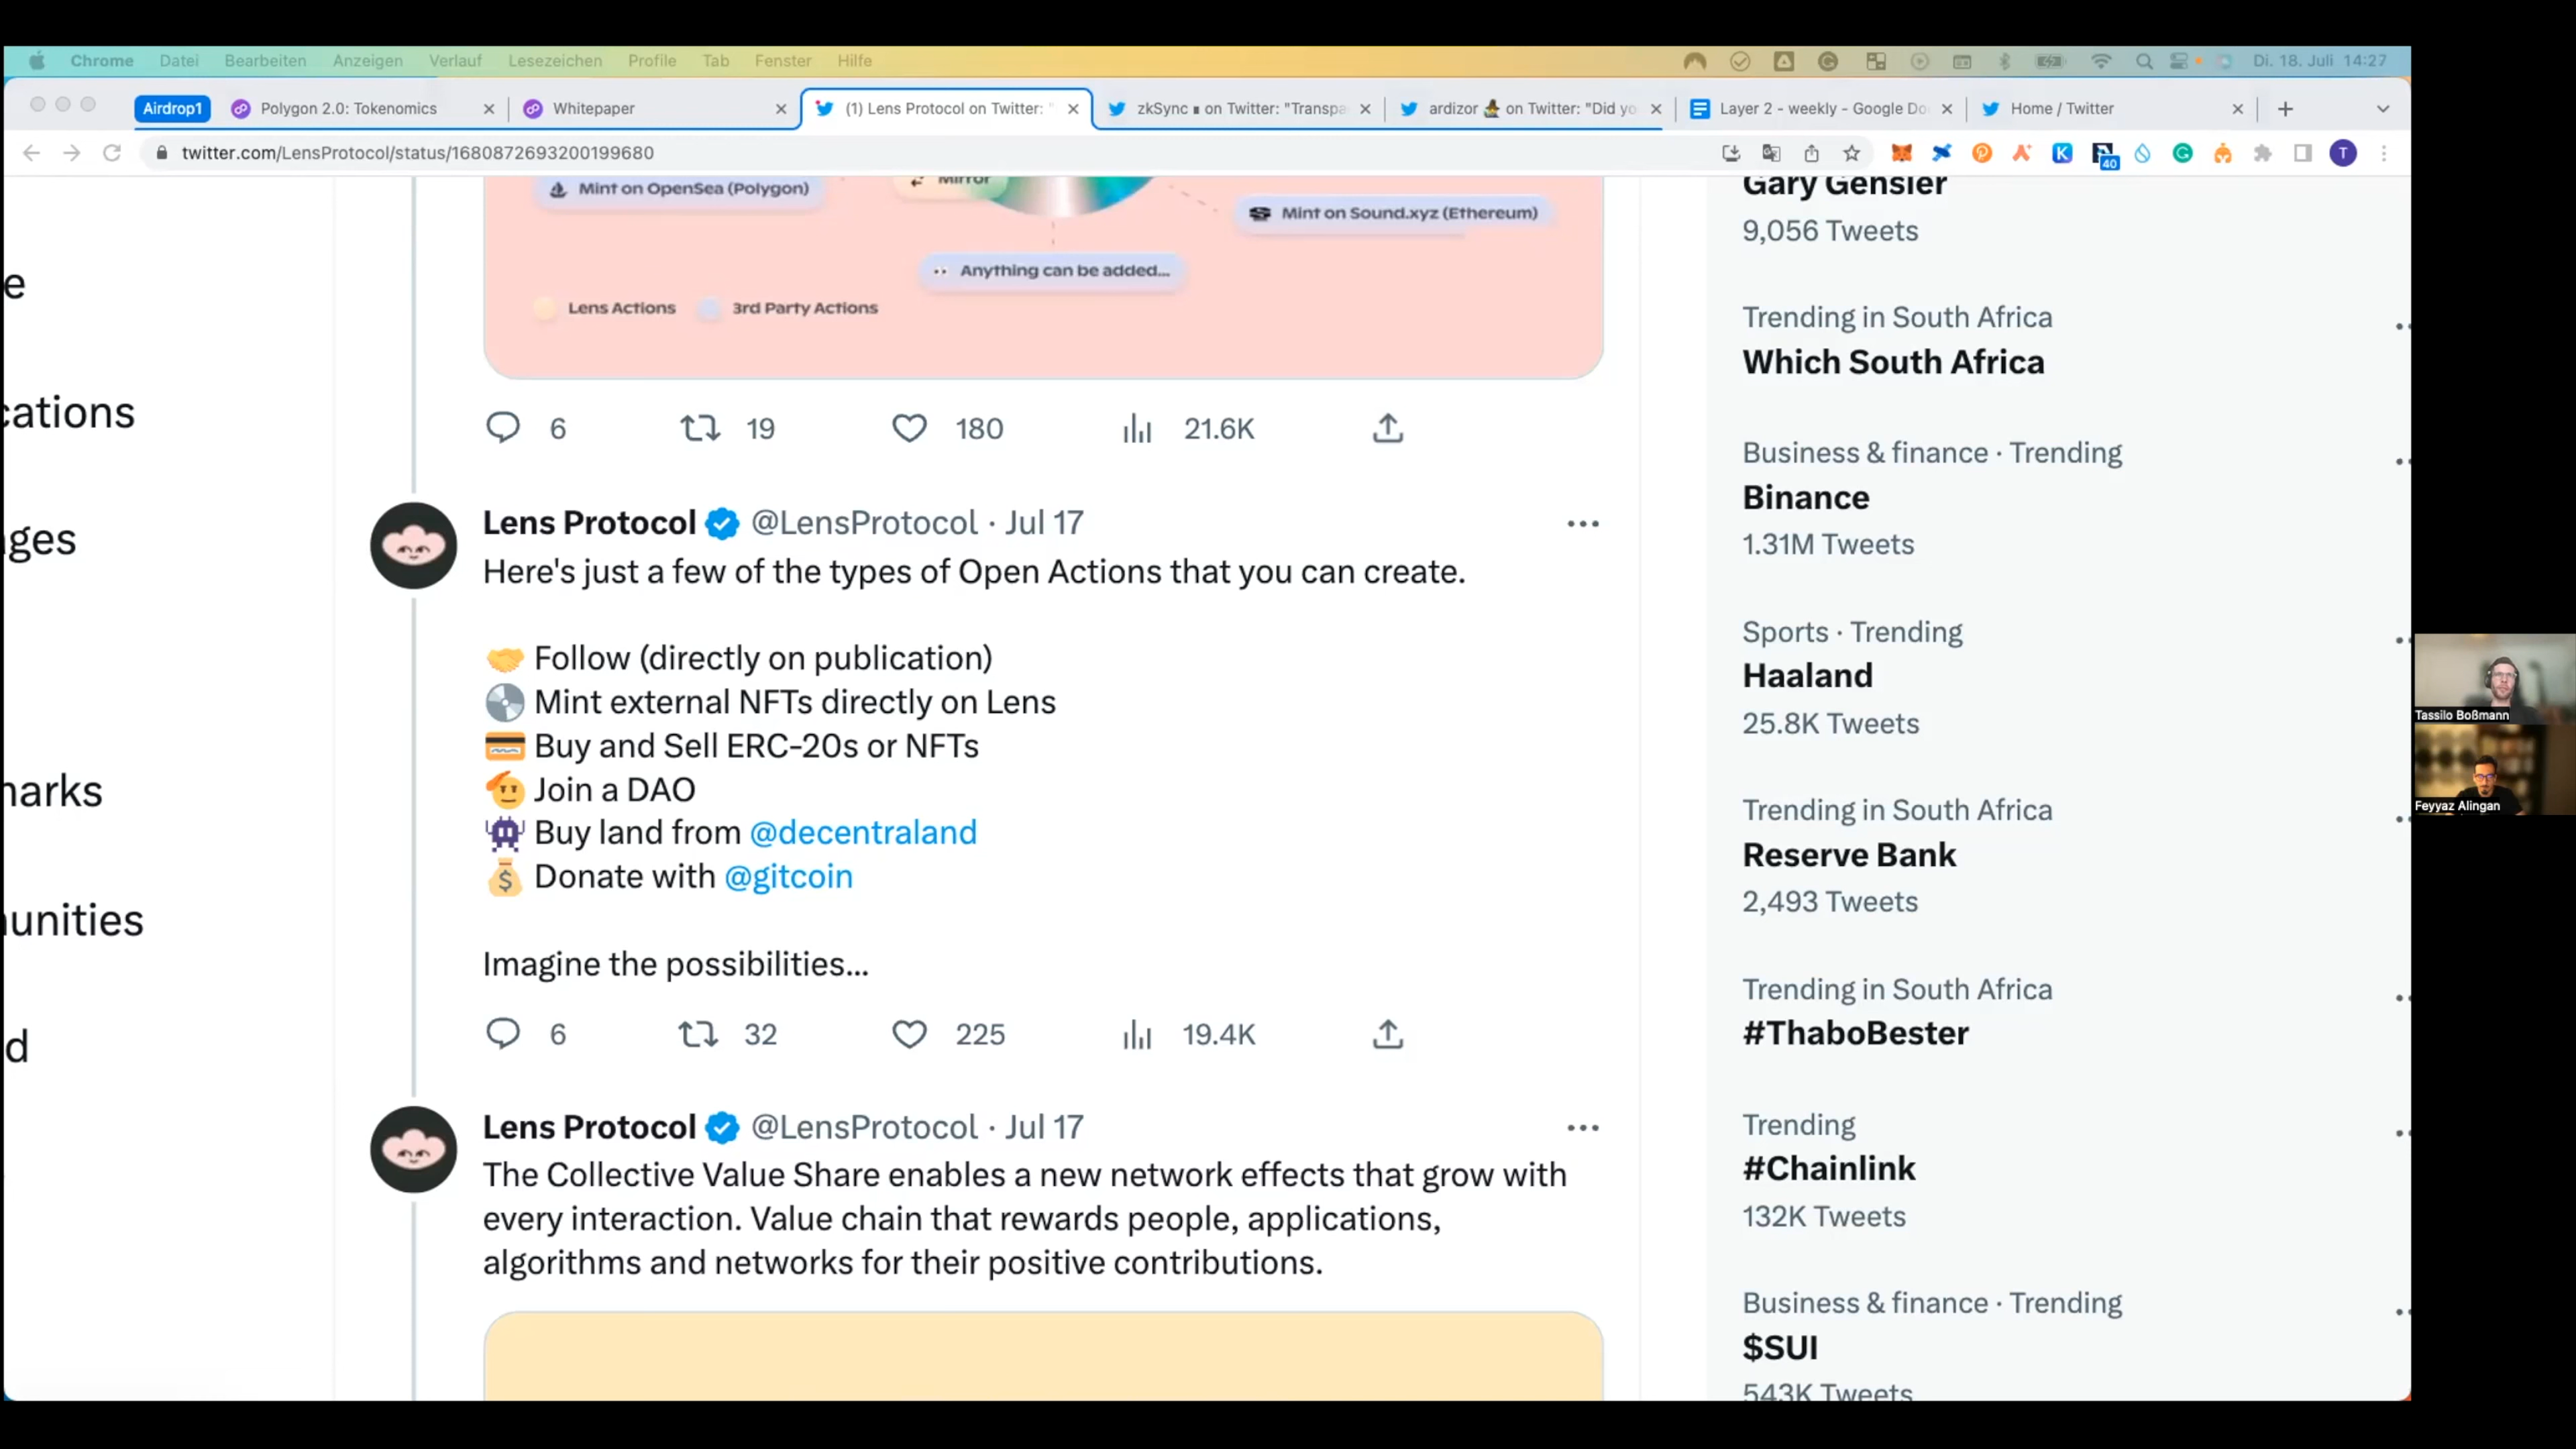 Chrome Datei Bearbeiten Anzeigen Verlauf Lesezeichen Profile Tab Fenster Hilfe Di. 18. Juli 14:27
Airdrop1 Polygon 2.0: Tokenomics Whitepaper (1) Lens Protocol on Twitter: " zkSync on Twitter: "Transpa ardizor on Twitter: "Did yo Layer 2 - weekly - Google Do Home / Twitter
twitter.com/LensProtocol/status/1680872693200199680 40 T
Mint on OpenSea (Polygon)
Mirror
Mint on Sound.xyz (Ethereum)
Anything can be added...
Lens Actions 3rd Party Actions
6 19 180 21.6K
Lens Protocol @LensProtocol · Jul 17
Here's just a few of the types of Open Actions that you can create.
🤝 Follow (directly on publication)
💿 Mint external NFTs directly on Lens
💳 Buy and Sell ERC-20s or NFTs
🫡 Join a DAO
👾 Buy land from @decentraland
💰 Donate with @gitcoin
Imagine the possibilities...
6 32 225 19.4K
Lens Protocol @LensProtocol · Jul 17
The Collective Value Share enables a new network effects that grow with
every interaction. Value chain that rewards people, applications,
algorithms and networks for their positive contributions.
e
cations
ges
narks
unities
d
Gary Gensler
9,056 Tweets
Trending in South Africa
Which South Africa
Business & finance · Trending
Binance
1.31M Tweets
Sports · Trending
Haaland
25.8K Tweets
Trending in South Africa
Reserve Bank
2,493 Tweets
Trending in South Africa
#ThaboBester
Trending
#Chainlink
132K Tweets
Business & finance · Trending
$SUI
543K Tweets
Tassilo Boßmann
Feyyaz Alingan